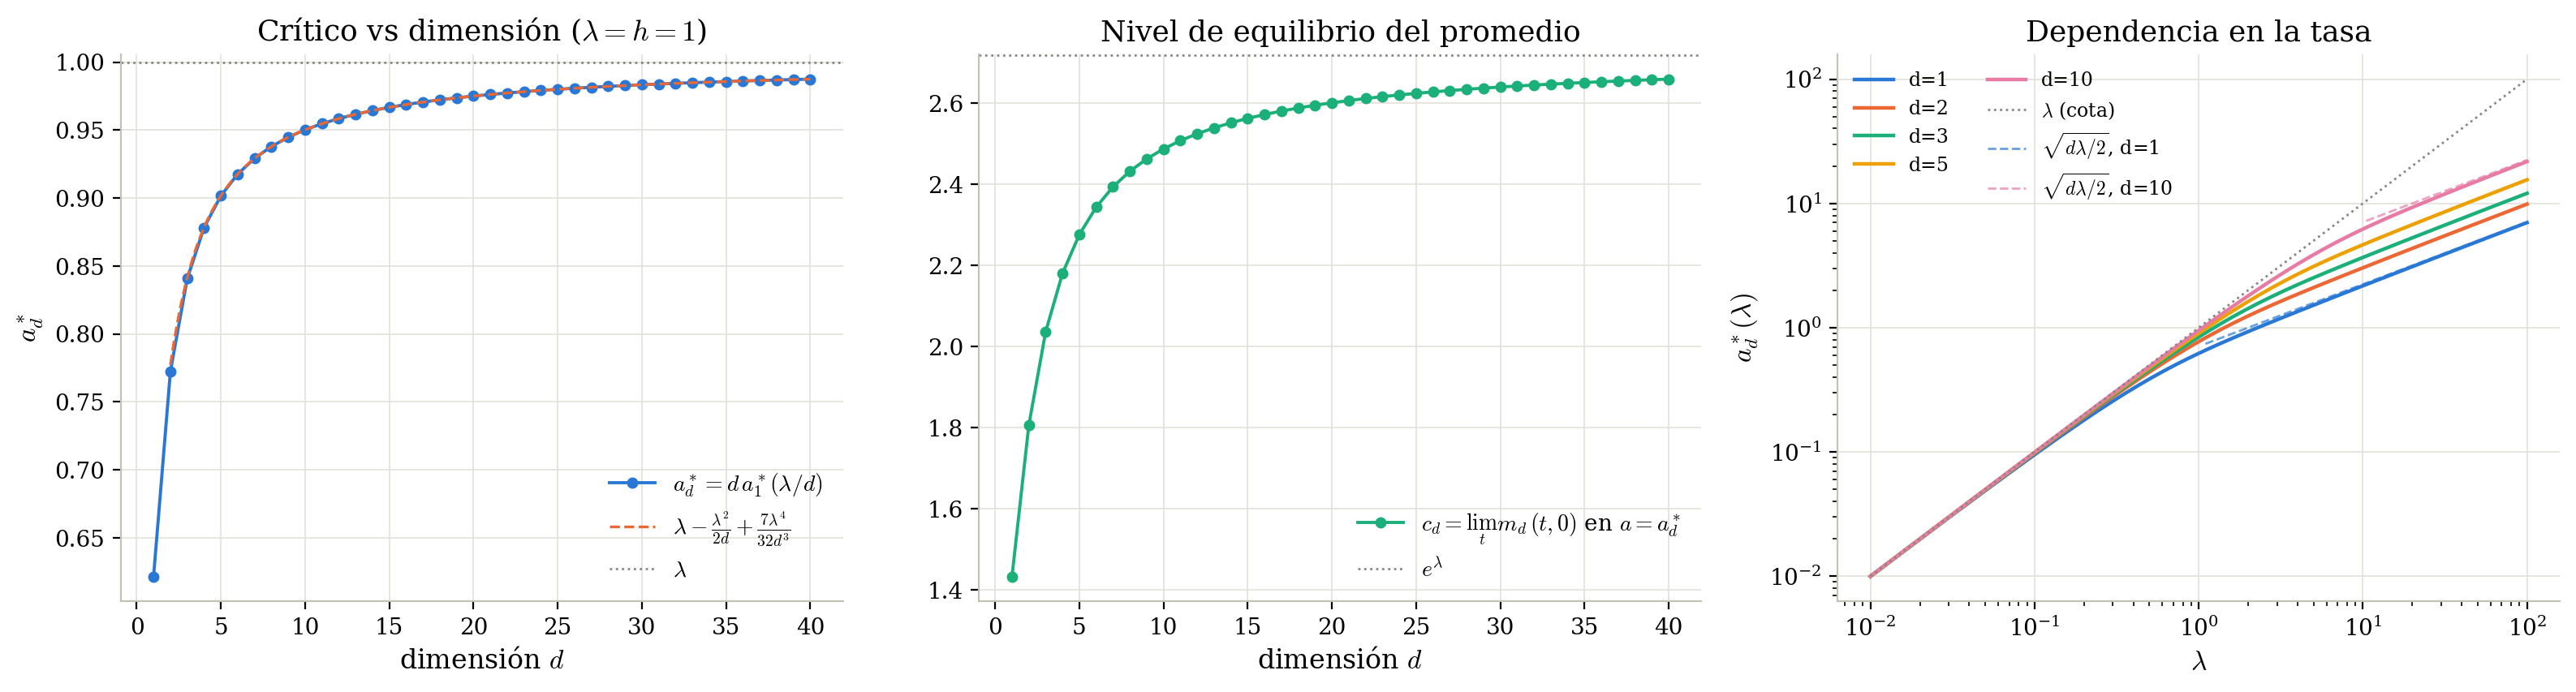 Crítico vs dimensión (λ = h = 1)
1.00
0.95
0.90
0.85
0.80
0.75
0.70
0.65
a_d^*
0 5 10 15 20 25 30 35 40
dimensión d
a_d^* = d a_1^*(λ/d)
λ − λ²/2d + 7λ⁴/32d³
λ
Nivel de equilibrio del promedio
2.6
2.4
2.2
2.0
1.8
1.6
1.4
0 5 10 15 20 25 30 35 40
dimensión d
c_d = lim_t m_d(t, 0) en a = a_d^*
e^λ
Dependencia en la tasa
10²
10¹
10⁰
10⁻¹
10⁻²
a_d^*(λ)
d=1
d=2
d=3
d=5
d=10
λ (cota)
√dλ/2, d=1
√dλ/2, d=10
10⁻² 10⁻¹ 10⁰ 10¹ 10²
λ